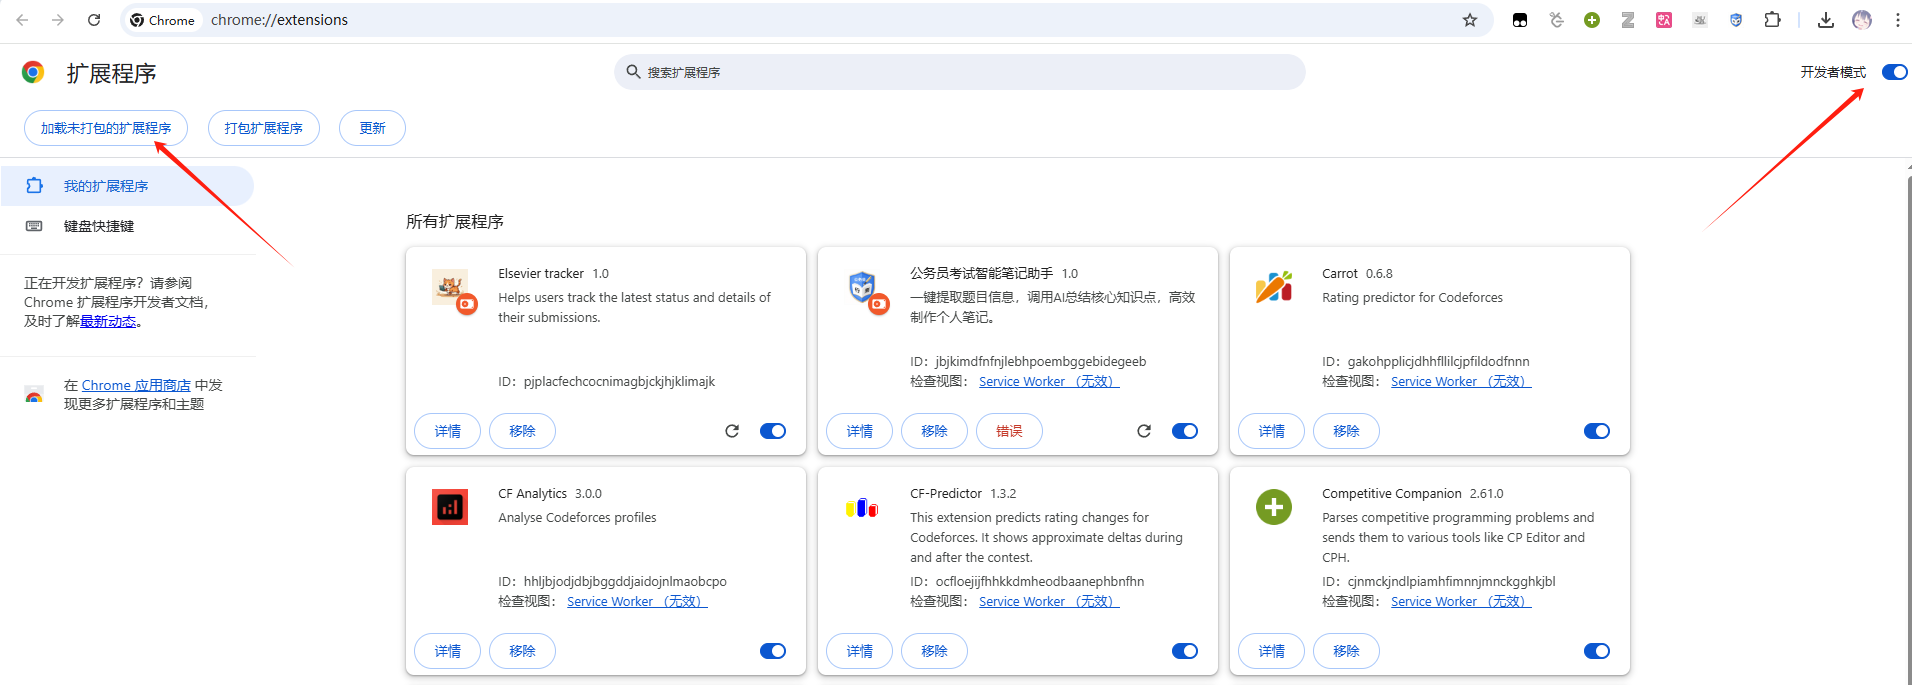 Chrome
chrome://extensions
扩展程序
搜索扩展程序
开发者模式
加载未打包的扩展程序
打包扩展程序
更新
我的扩展程序
键盘快捷键
正在开发扩展程序？请参阅
Chrome 扩展程序开发者文档，
及时了解最新动态。
在 Chrome 应用商店 中发
现更多扩展程序和主题
所有扩展程序
Elsevier tracker 1.0
Helps users track the latest status and details of
their submissions.
ID：pjplacfechcocnimagbjckjhjklimajk
详情
移除
公务员考试智能笔记助手 1.0
一键提取题目信息，调用AI总结核心知识点，高效
制作个人笔记。
ID：jbjkimdfnfnjlebhpoembggebidegeeb
检查视图：Service Worker （无效）
详情
移除
错误
Carrot 0.6.8
Rating predictor for Codeforces
ID：gakohpplicjdhhfllilcjpfildodfnnn
检查视图：Service Worker （无效）
详情
移除
CF Analytics 3.0.0
Analyse Codeforces profiles
ID：hhljbjodjdbjbggddjaidojnlmaobcpo
检查视图：Service Worker （无效）
详情
移除
CF-Predictor 1.3.2
This extension predicts rating changes for
Codeforces. It shows approximate deltas during
and after the contest.
ID：ocfloejijfhhkkdmheodbaanephbnfhn
检查视图：Service Worker （无效）
详情
移除
Competitive Companion 2.61.0
Parses competitive programming problems and
sends them to various tools like CP Editor and
CPH.
ID：cjnmckjndlpiamhfimnnjmnckgghkjbl
检查视图：Service Worker （无效）
详情
移除